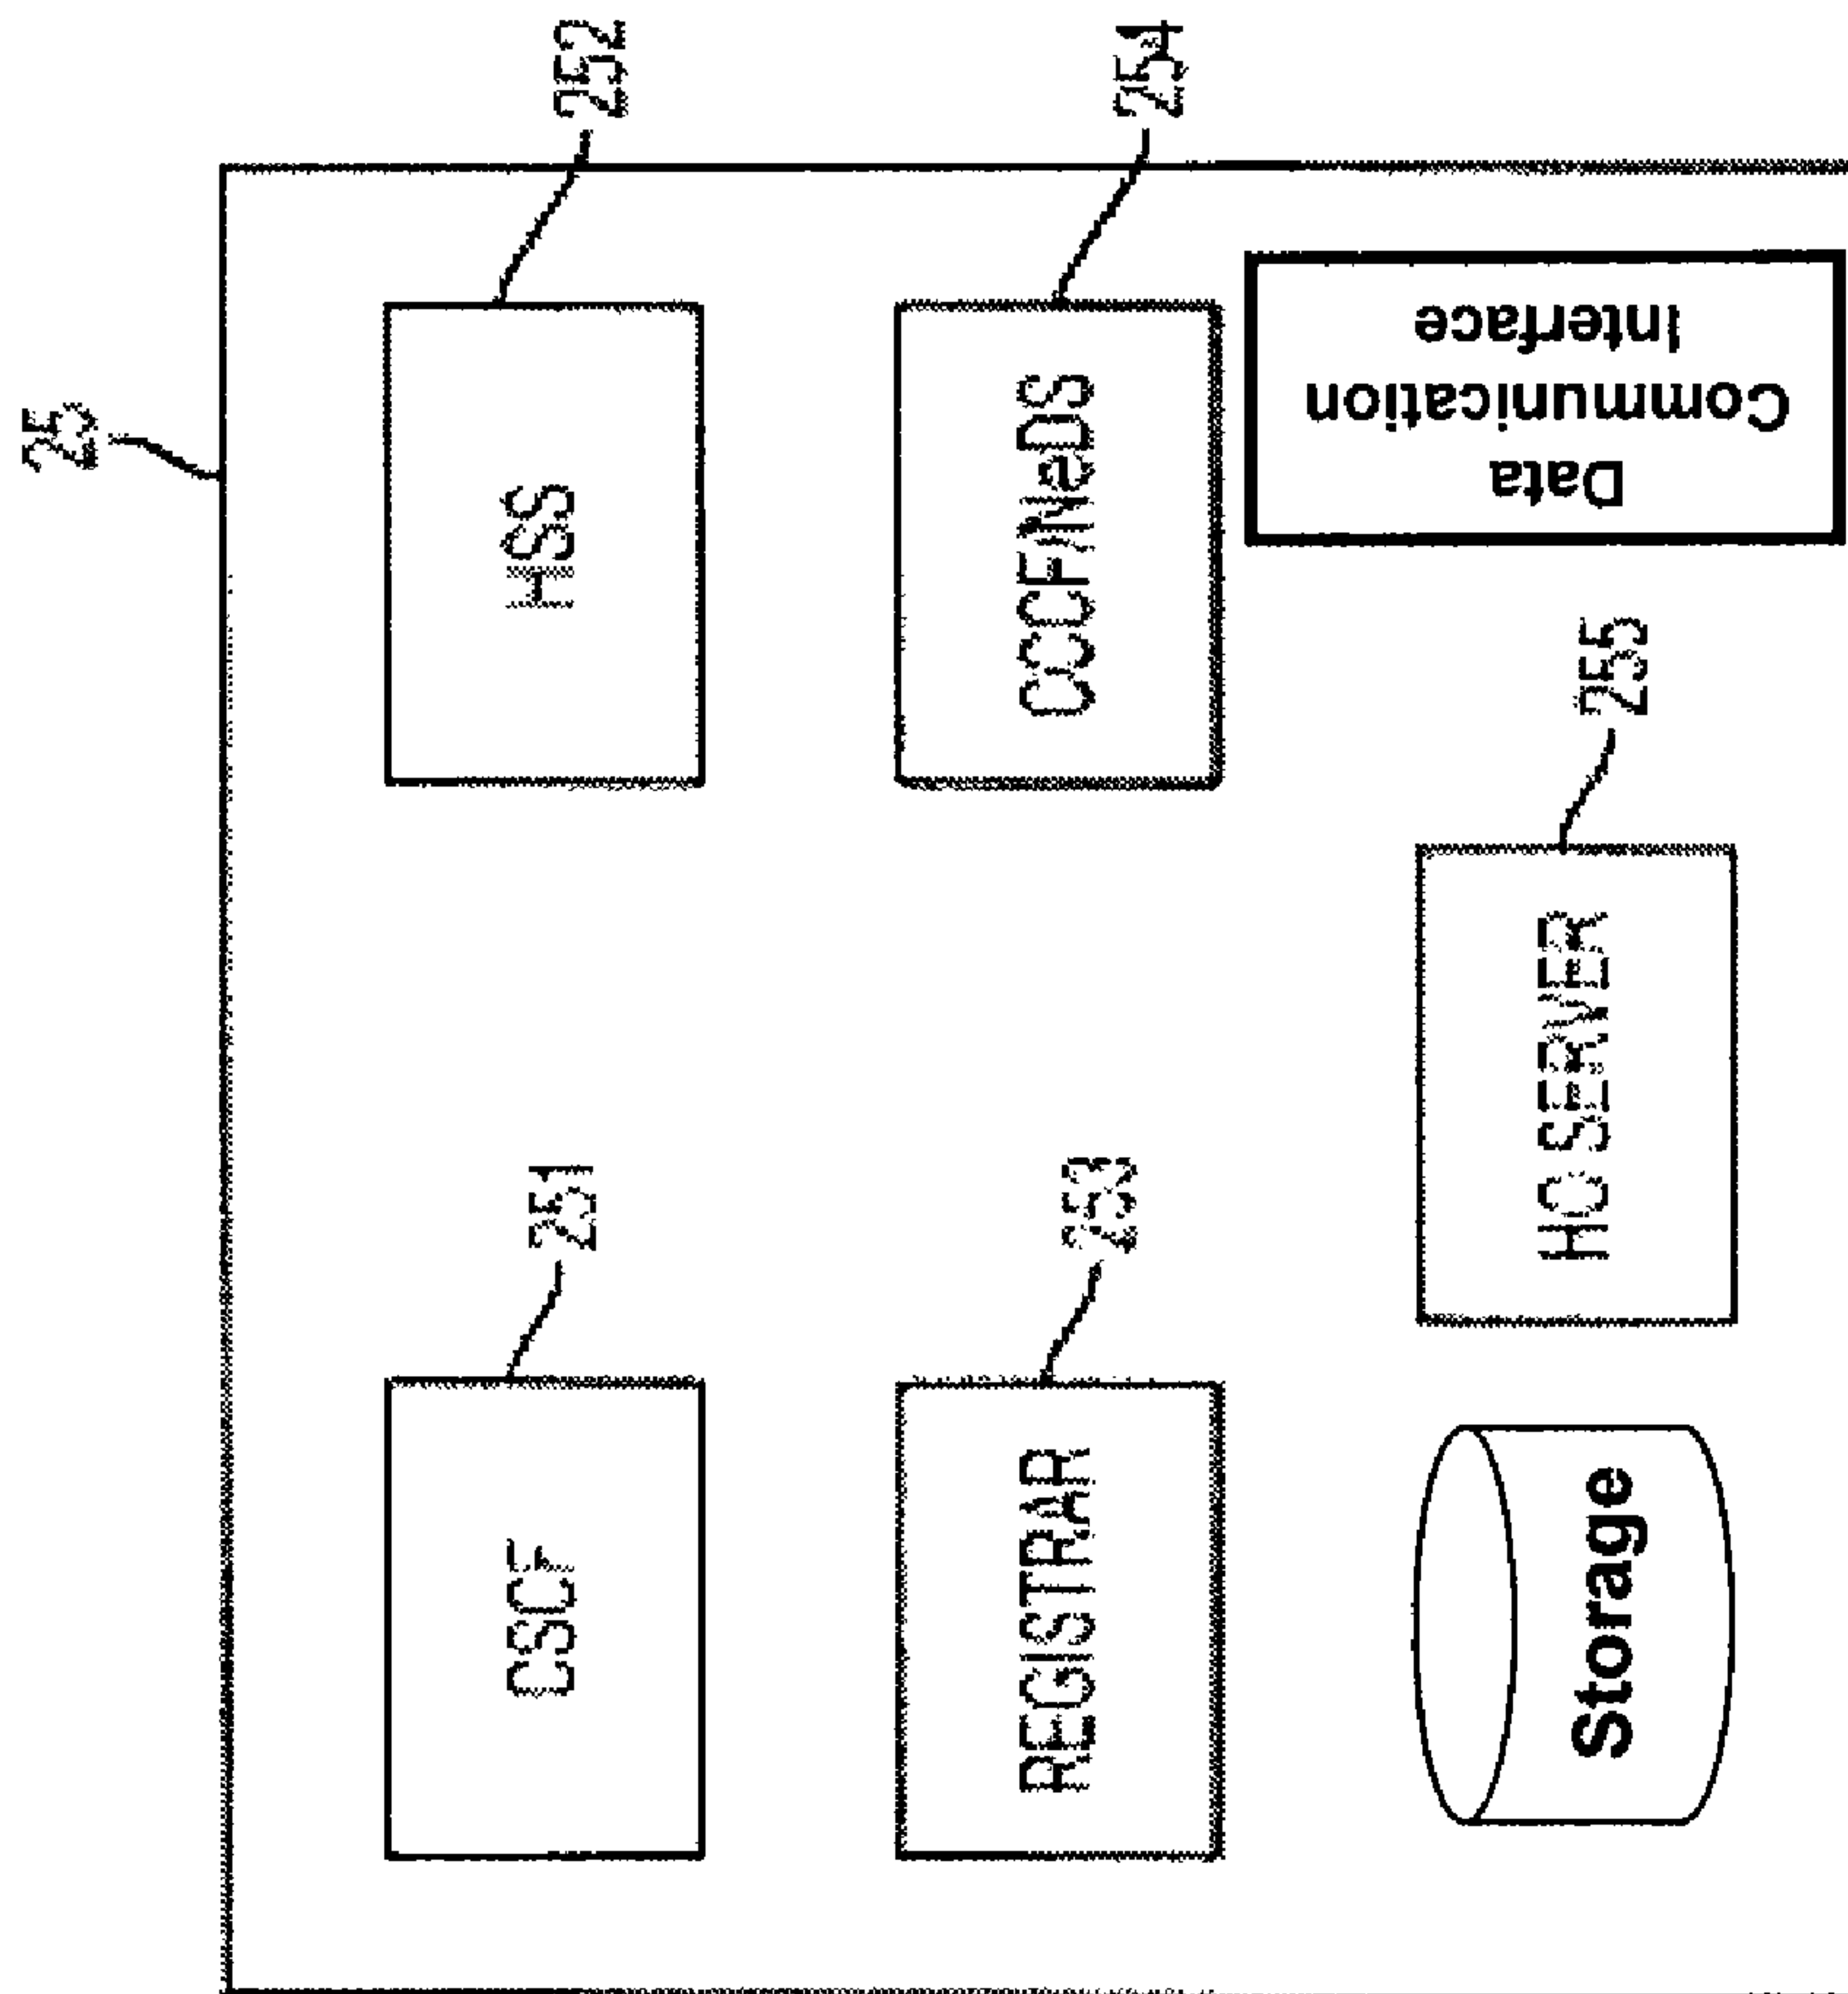 25
CSCF
251
HSS
252
REGISTRAR
253
CCCF/NeDS
254
Storage
HO SERVER
255
Data
Communication
Interface